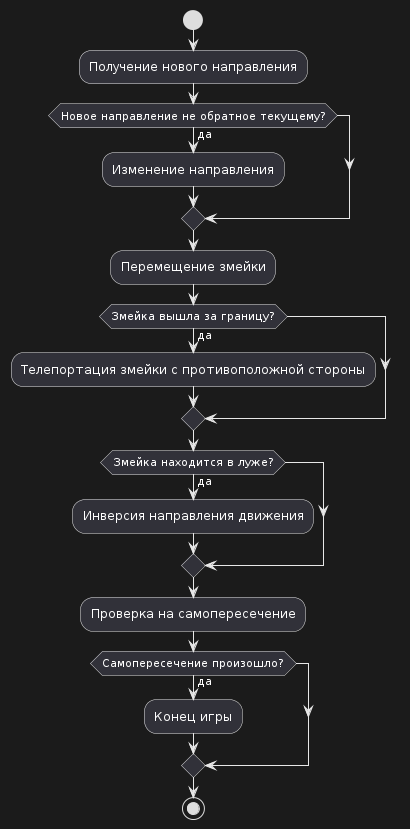 Получение нового направления
Новое направление не обратное текущему?
да
Изменение направления
Перемещение змейки
Змейка вышла за границу?
да
Телепортация змейки с противоположной стороны
Змейка находится в луже?
да
Инверсия направления движения
Проверка на самопересечение
Самопересечение произошло?
да
Конец игры